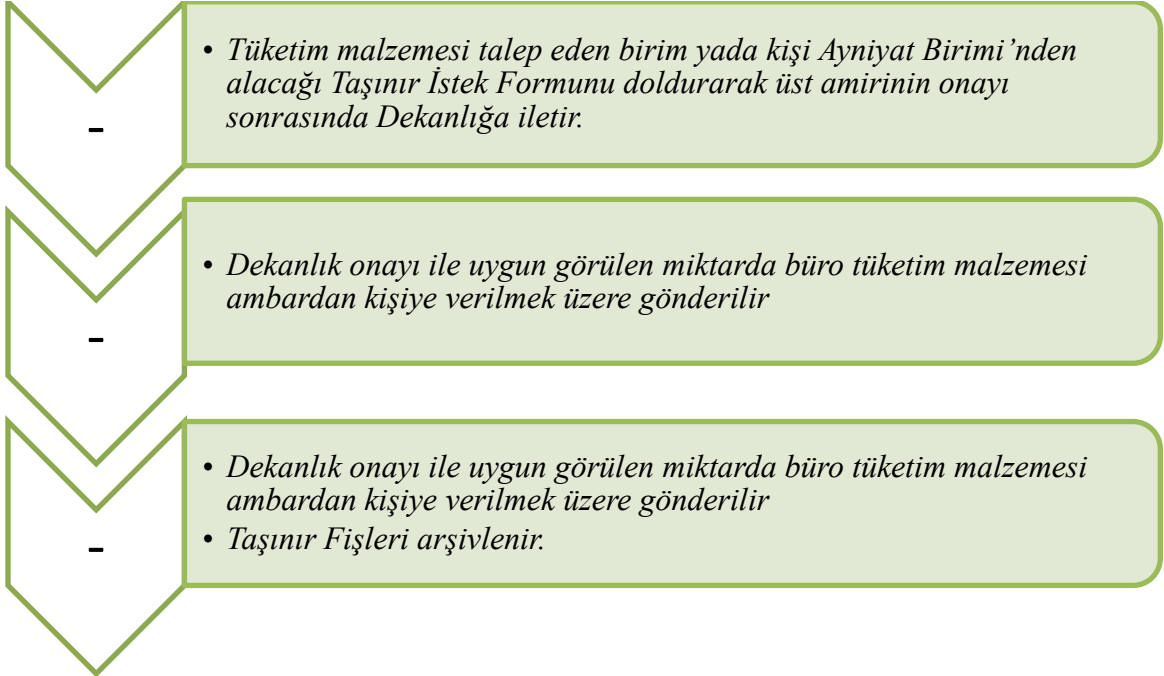 -
• Tüketim malzemesi talep eden birim yada kişi Ayniyat Birimi’nden
alacağı Taşınır İstek Formunu doldurarak üst amirinin onayı
sonrasında Dekanlığa iletir.
-
• Dekanlık onayı ile uygun görülen miktarda büro tüketim malzemesi
ambardan kişiye verilmek üzere gönderilir
-
• Dekanlık onayı ile uygun görülen miktarda büro tüketim malzemesi
ambardan kişiye verilmek üzere gönderilir
• Taşınır Fişleri arşivlenir.